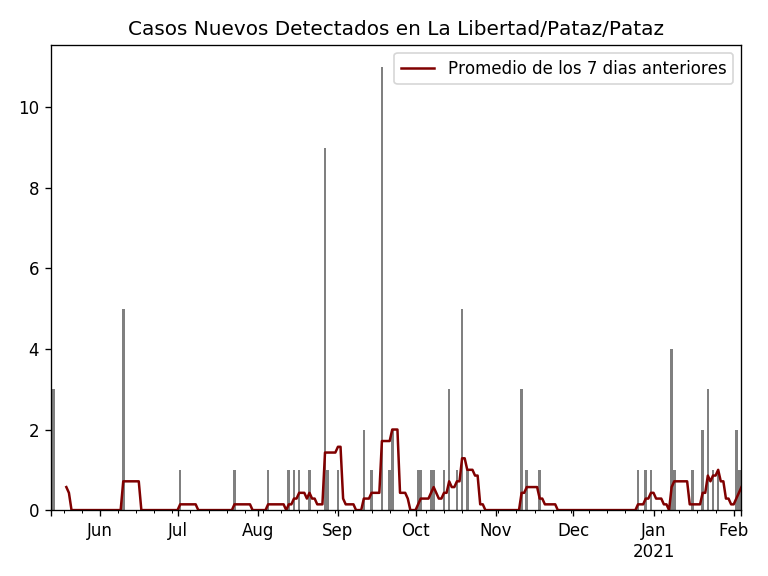 Casos Nuevos Detectados en La Libertad/Pataz/Pataz
Promedio de los 7 dias anteriores
10
8
6
4
2
0
Jun Jul Aug Sep Oct Nov Dec Jan Feb
2021